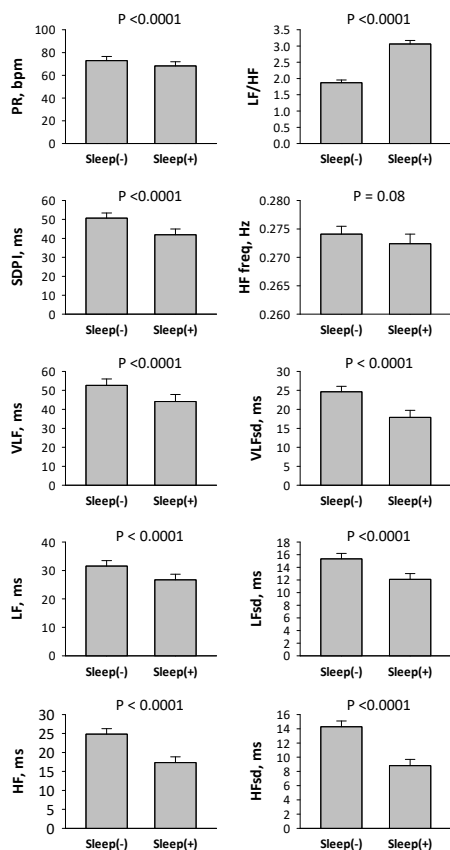 P <0.0001
PR, bpm
100
80
60
40
20
0
Sleep(-) Sleep(+)
P <0.0001
LF/HF
3.5
3.0
2.5
2.0
1.5
1.0
0.5
0.0
Sleep(-) Sleep(+)
P <0.0001
SDPI, ms
60
50
40
30
20
10
0
Sleep(-) Sleep(+)
P = 0.08
HF freq, Hz
0.280
0.270
0.260
Sleep(-) Sleep(+)
P <0.0001
VLF, ms
60
50
40
30
20
10
0
Sleep(-) Sleep(+)
P < 0.0001
VLFsd, ms
30
25
20
15
10
5
0
Sleep(-) Sleep(+)
P < 0.0001
LF, ms
40
30
20
10
0
Sleep(-) Sleep(+)
P <0.0001
LFsd, ms
18
16
14
12
10
8
6
4
2
0
Sleep(-) Sleep(+)
P < 0.0001
HF, ms
30
25
20
15
10
5
0
Sleep(-) Sleep(+)
P <0.0001
HFsd, ms
16
14
12
10
8
6
4
2
0
Sleep(-) Sleep(+)